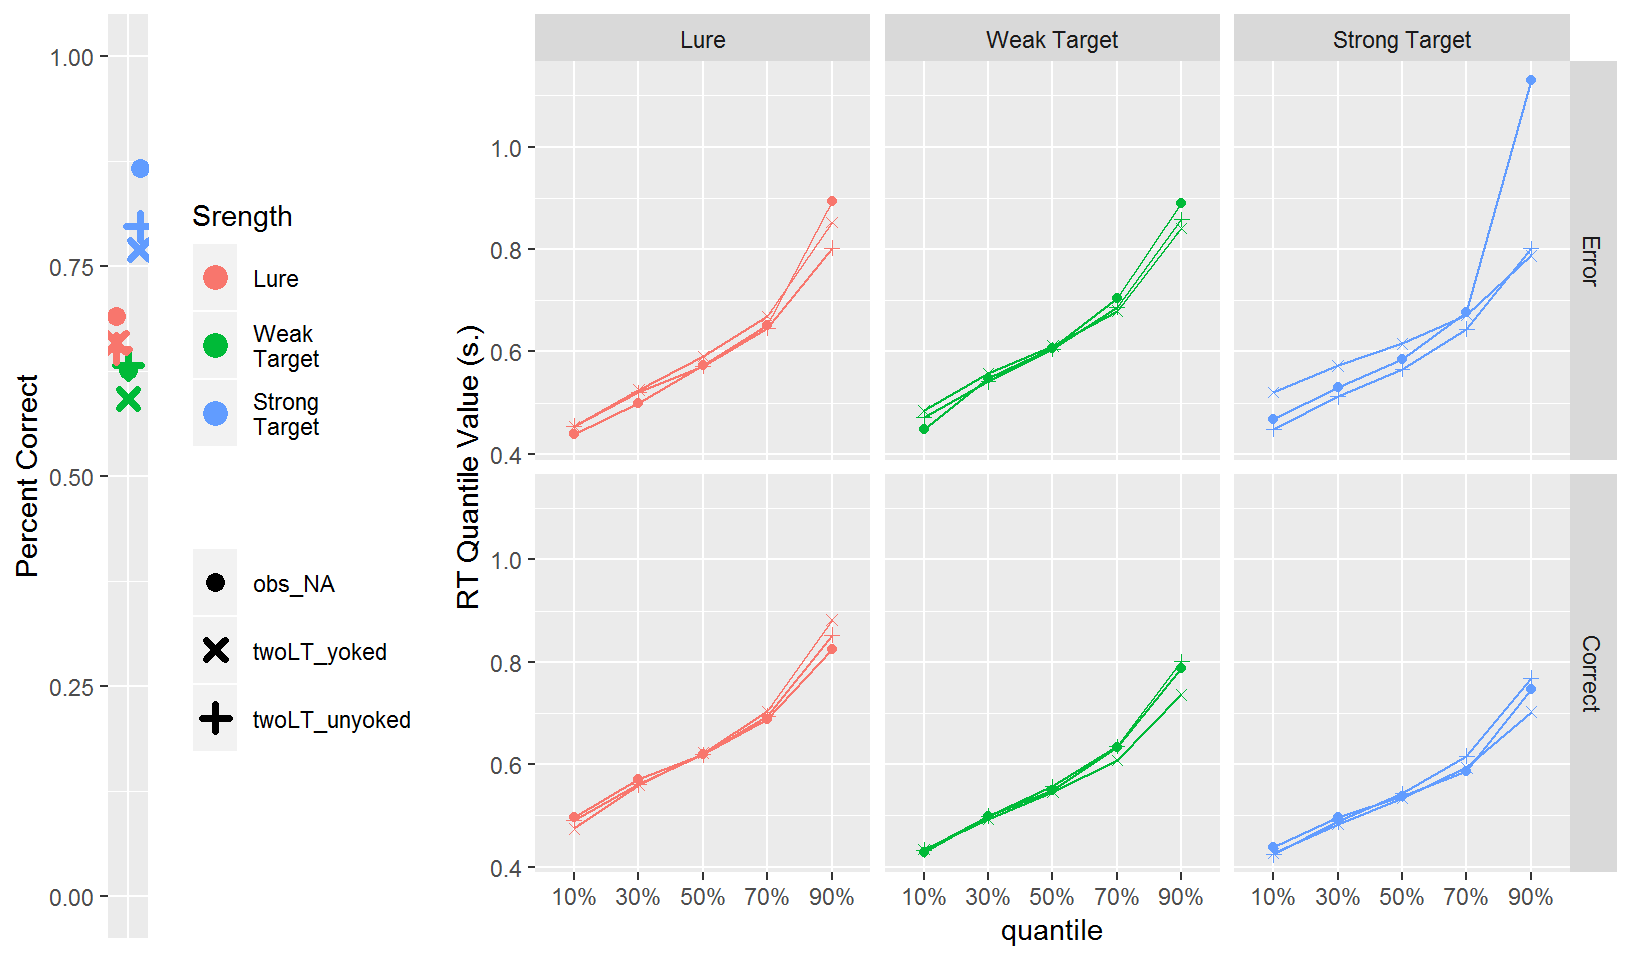 Percent Correct
1.00
0.75
0.50
0.25
0.00
Srength
Lure
Weak
Target
Strong
Target
obs_NA
twoLT_yoked
twoLT_unyoked
RT Quantile Value (s.)
Lure
Weak Target
Strong Target
1.0
0.8
0.6
0.4
Error
1.0
0.8
0.6
0.4
Correct
10% 30% 50% 70% 90%
10% 30% 50% 70% 90%
10% 30% 50% 70% 90%
quantile